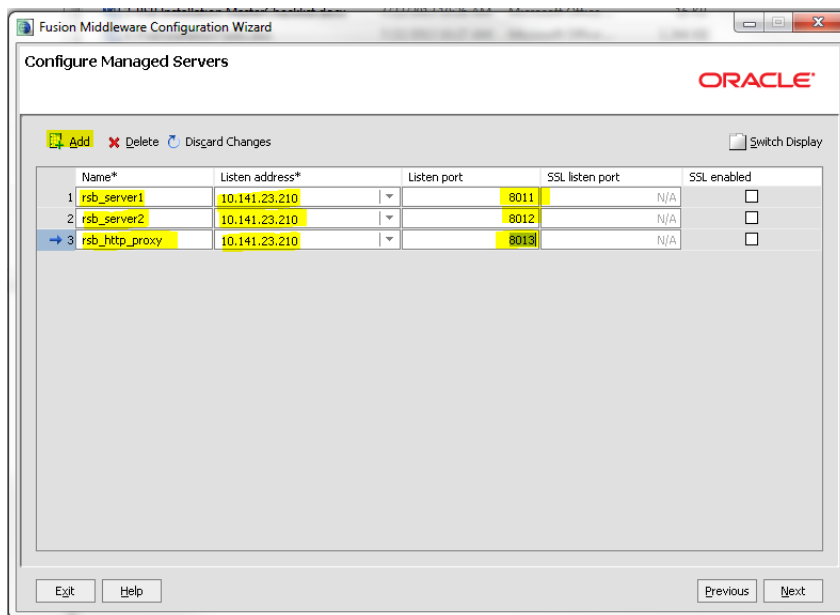 Fusion Middleware Configuration Wizard
Configure Managed Servers
ORACLE
Add Delete Discard Changes Switch Display
Name* Listen address* Listen port SSL listen port SSL enabled
1 rsb_server1 10.141.23.210 8011 N/A
2 rsb_server2 10.141.23.210 8012 N/A
3 rsb_http_proxy 10.141.23.210 8013 N/A
Exit Help Previous Next